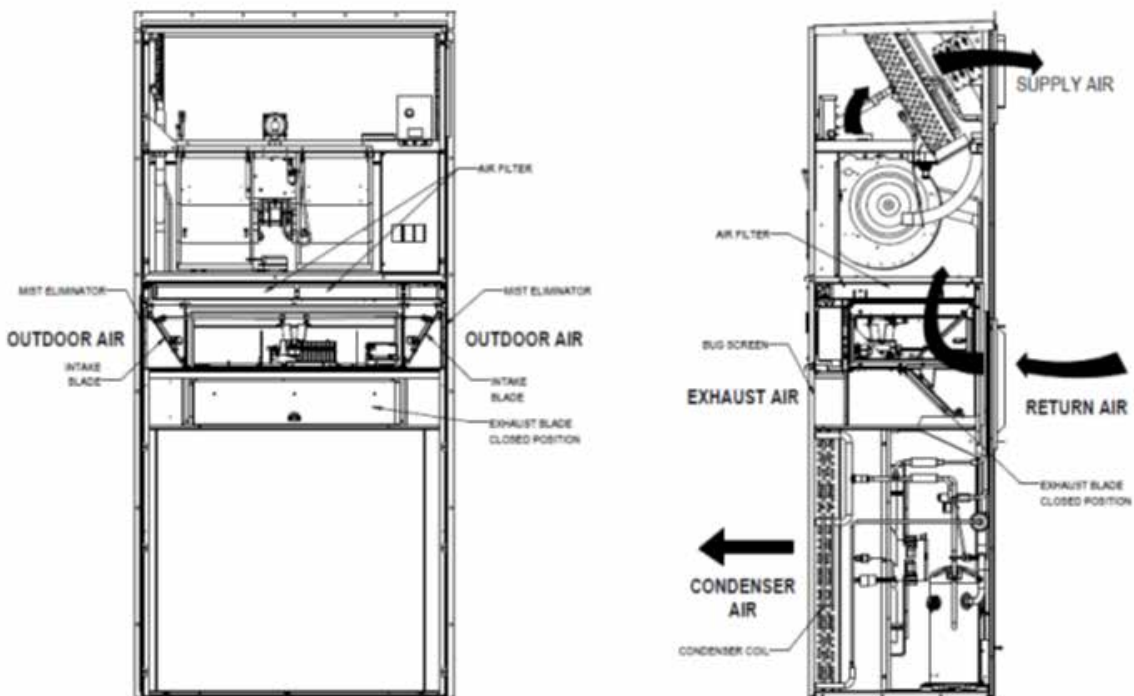 SUPPLY AIR
AIR FILTER
AIR FILTER
MIST ELIMINATOR
MIST ELIMINATOR
OUTDOOR AIR
OUTDOOR AIR
INTAKE
BLADE
INTAKE
BLADE
EXHAUST BLADE
CLOSED POSITION
BUG SCREEN
EXHAUST AIR
RETURN AIR
EXHAUST BLADE
CLOSED POSITION
CONDENSER
AIR
CONDENSER COIL